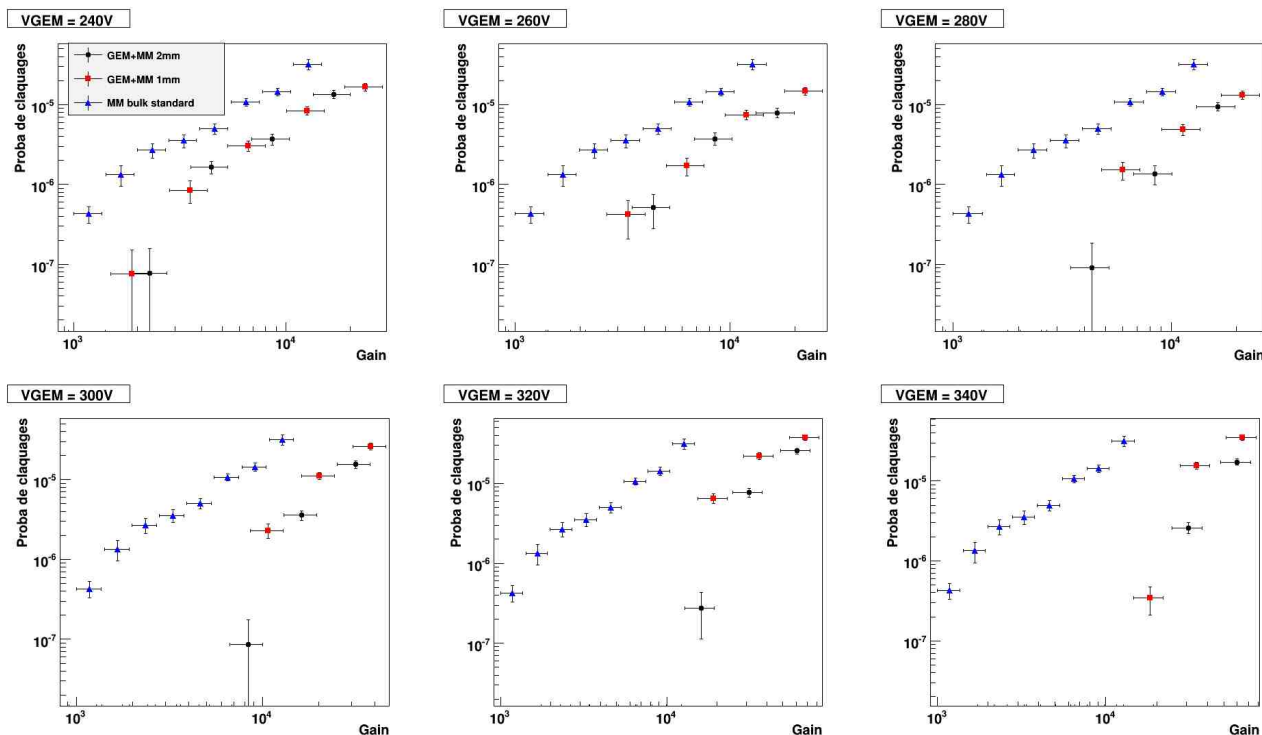 VGEM = 240V
Proba de claquages
GEM+MM 2mm
GEM+MM 1mm
MM bulk standard
10-5
10-6
10-7
103
104
Gain
VGEM = 260V
Proba de claquages
10-5
10-6
10-7
103
104
Gain
VGEM = 280V
Proba de claquages
10-5
10-6
10-7
103
104
Gain
VGEM = 300V
Proba de claquages
10-5
10-6
10-7
103
104
Gain
VGEM = 320V
Proba de claquages
10-5
10-6
10-7
103
104
Gain
VGEM = 340V
Proba de claquages
10-5
10-6
10-7
103
104
Gain